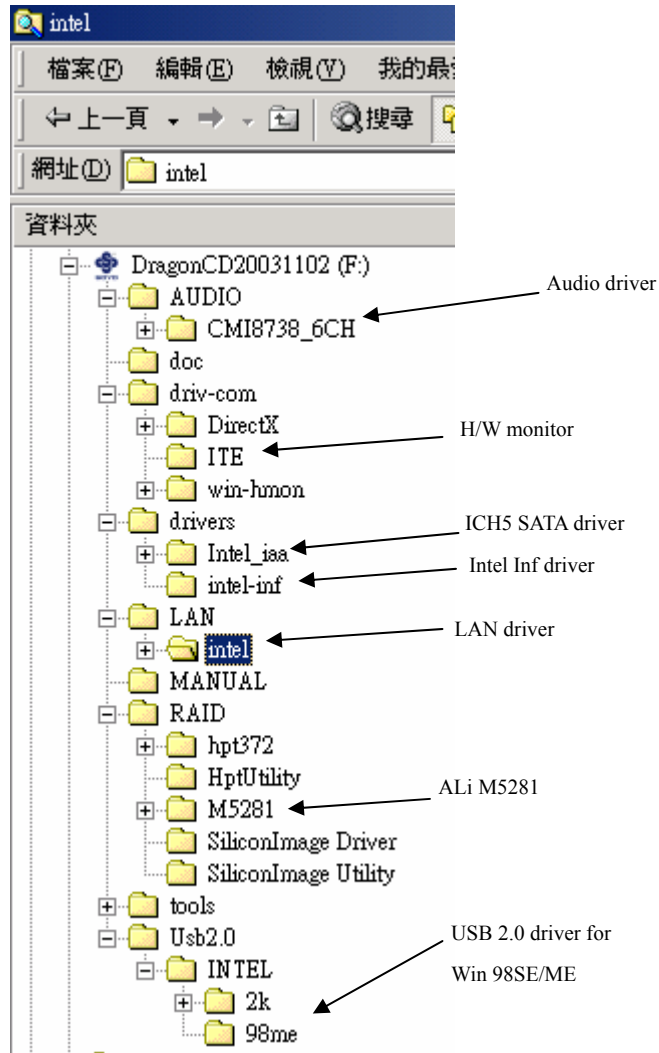 intel
檔案(F) 編輯(E) 檢視(V) 我的最
上一頁 搜尋
網址(D) intel
資料夾
DragonCD20031102 (F:)
AUDIO
Audio driver
CMI8738_6CH
doc
driv-com
DirectX
H/W monitor
ITE
win-hmon
drivers
ICH5 SATA driver
Intel_iaa
Intel Inf driver
intel-inf
LAN
LAN driver
intel
MANUAL
RAID
hpt372
HptUtility
ALi M5281
M5281
SiliconImage Driver
SiliconImage Utility
tools
Usb2.0
USB 2.0 driver for
Win 98SE/ME
INTEL
2k
98me